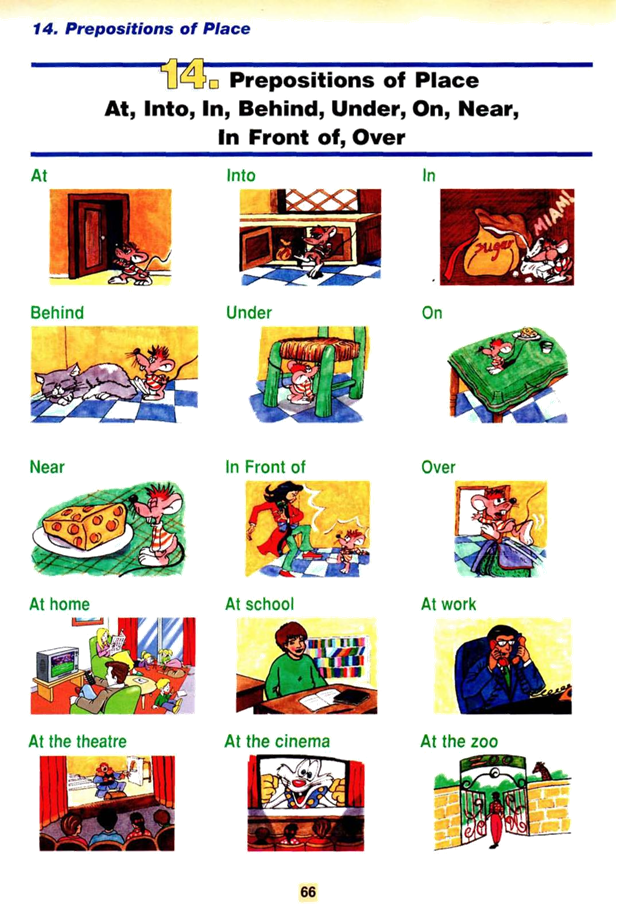 14. Prepositions of Place
14. Prepositions of Place
At, Into, In, Behind, Under, On, Near,
In Front of, Over
At Into In
Sugar MIAMI
Behind Under On
Near In Front of Over
At home At school At work
At the theatre At the cinema At the zoo
ZOO
66